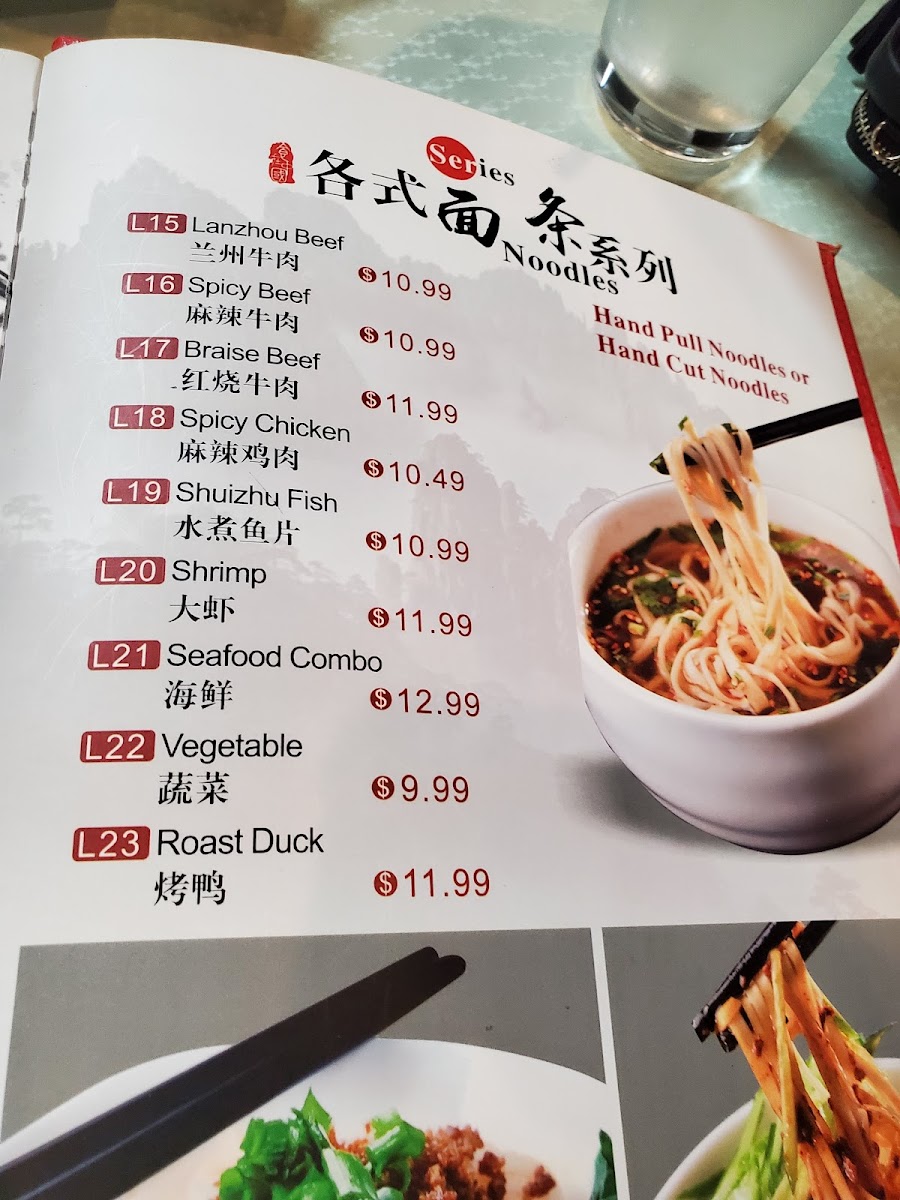 Series
各式面条系列
Noodles
Hand Pull Noodles or
Hand Cut Noodles
L15 Lanzhou Beef
兰州牛肉
$10.99
L16 Spicy Beef
麻辣牛肉
$10.99
L17 Braise Beef
红烧牛肉
$11.99
L18 Spicy Chicken
麻辣鸡肉
$10.49
L19 Shuizhu Fish
水煮鱼片
$10.99
L20 Shrimp
大虾
$11.99
L21 Seafood Combo
海鲜
$12.99
L22 Vegetable
蔬菜
$9.99
L23 Roast Duck
烤鸭
$11.99